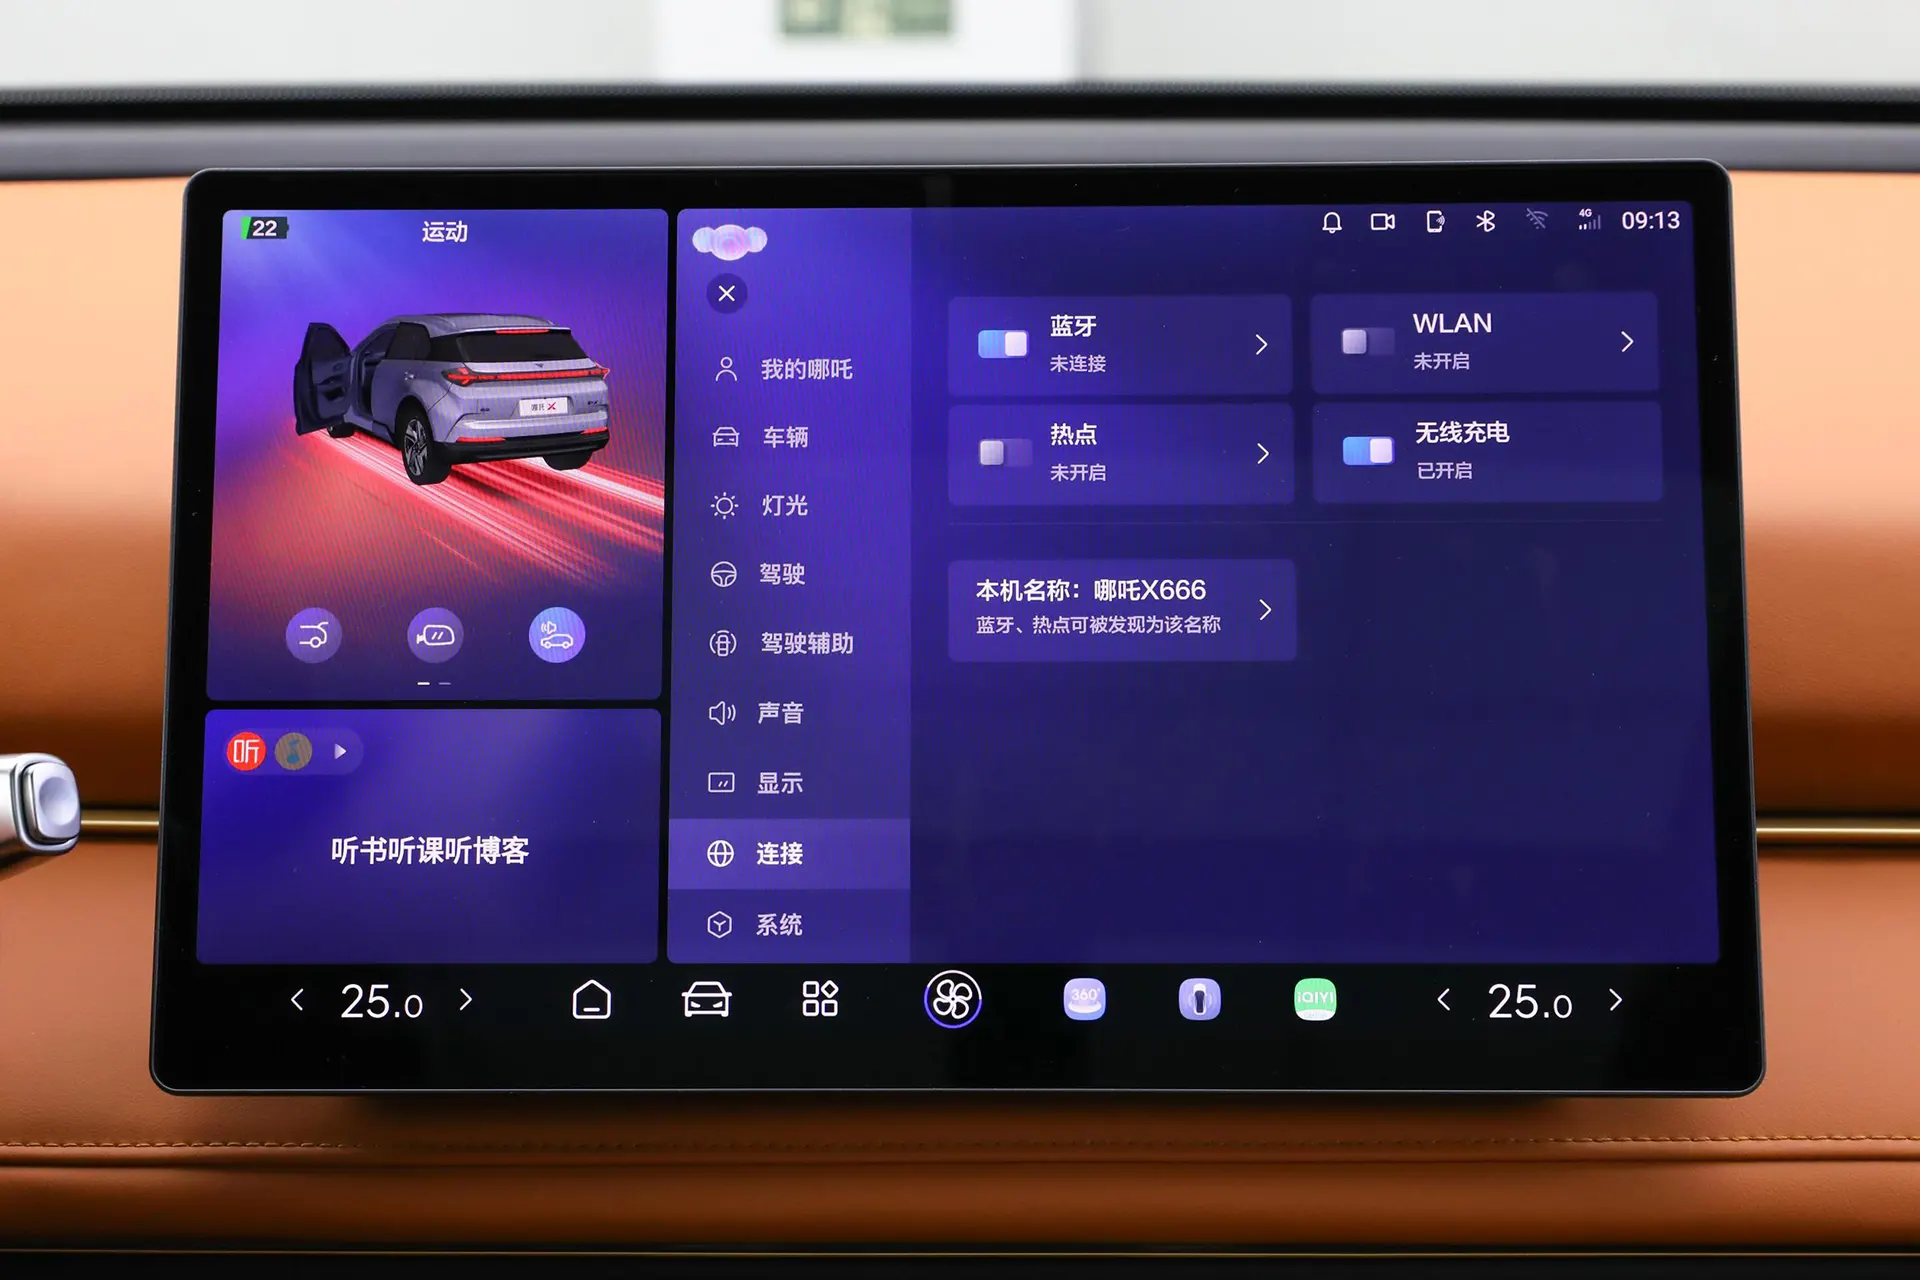 22
运动
09:13
4G
我的哪吒
车辆
灯光
驾驶
驾驶辅助
声音
显示
连接
系统
蓝牙
未连接
WLAN
未开启
热点
未开启
无线充电
已开启
本机名称：哪吒X666
蓝牙、热点可被发现为该名称
听
听书听课听博客
25.0
360°
iQIYI
25.0